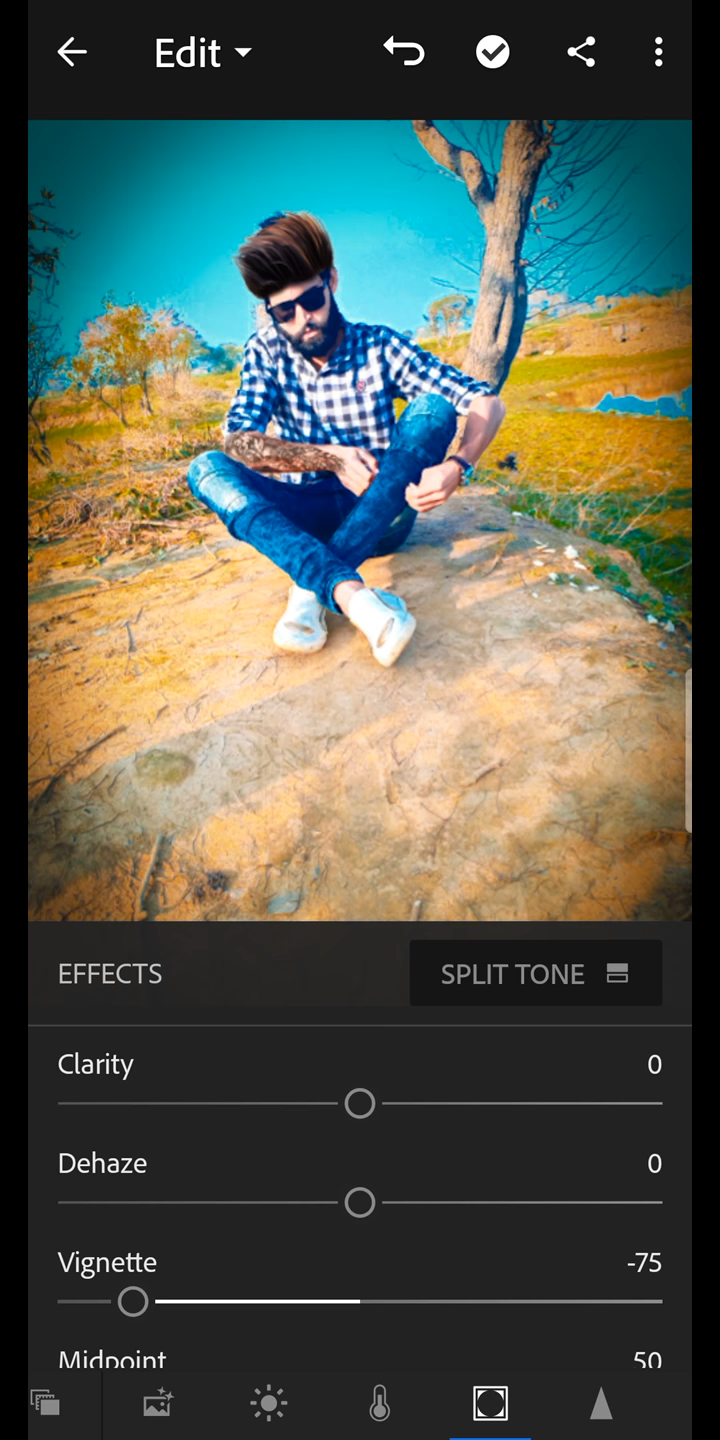 Edit
EFFECTS
SPLIT TONE
Clarity 0
Dehaze 0
Vignette -75
Midpoint 50